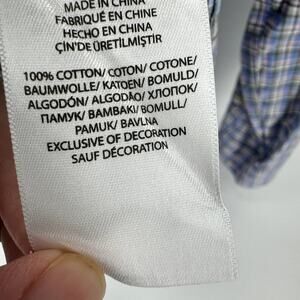 MADE IN CHINA
FABRIQUÉ EN CHINE
HECHO EN CHINA
ÇİN'DE ÜRETİLMİŞTİR
100% COTTON/ COTON/ COTONE/
BAUMWOLLE/ KATOEN/ BOMULD/
ALGODÓN/ ALGODÃO/ ХЛОПОК/
ПАМУК/ ΒΑΜΒΑΚΙ/ BOMULL/
PAMUK/ BAVLNA
EXCLUSIVE OF DECORATION
SAUF DÉCORATION